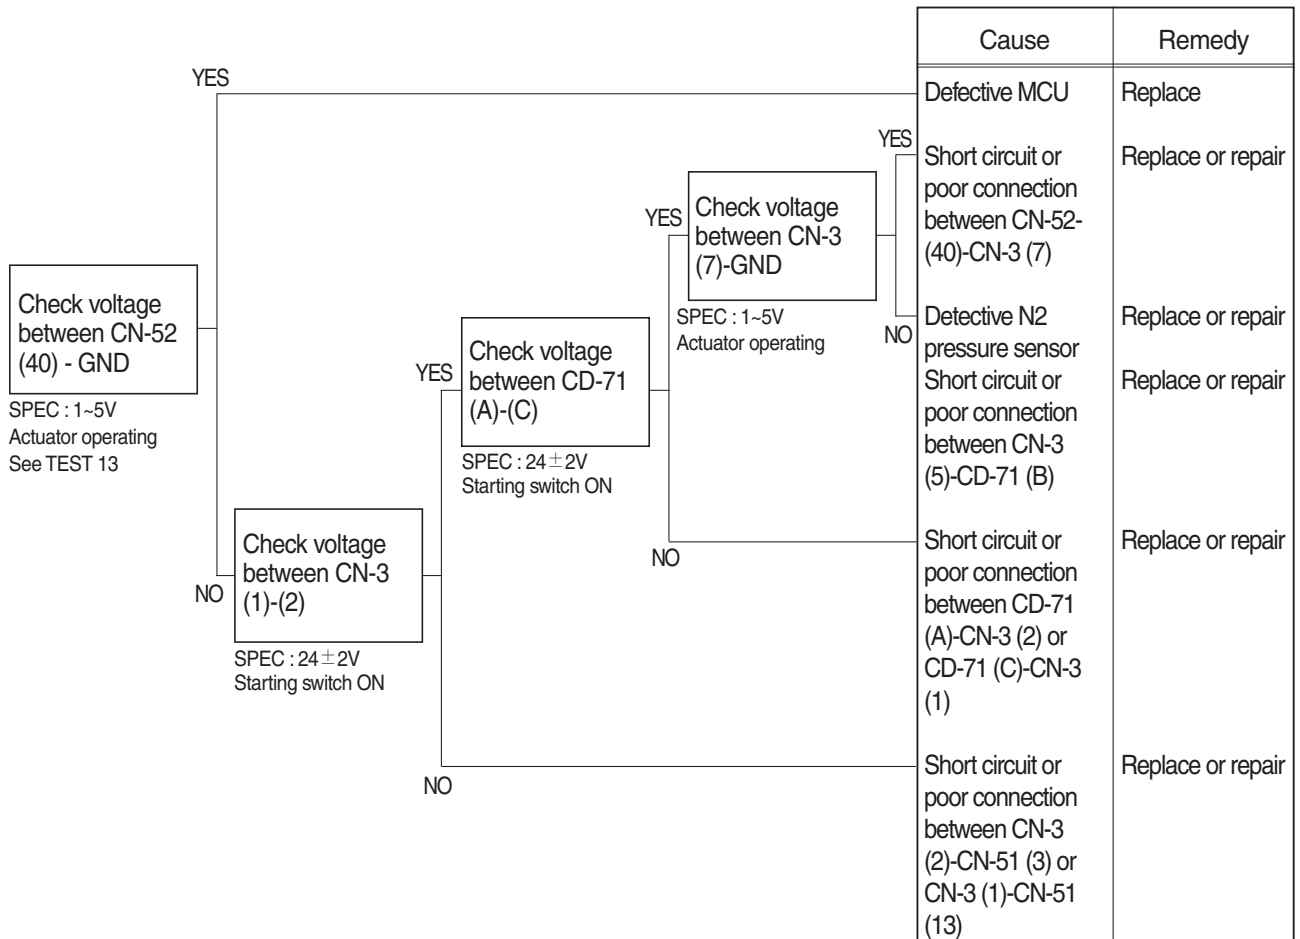 Cause
Remedy
YES
Defective MCU
Replace
YES
Short circuit or
poor connection
between CN-52-
(40)-CN-3 (7)
Replace or repair
YES
Check voltage
between CN-3
(7)-GND
SPEC : 1~5V
Actuator operating
NO
Detective N2
pressure sensor
Replace or repair
Short circuit or
poor connection
between CN-3
(5)-CD-71 (B)
Replace or repair
Check voltage
between CN-52
(40) - GND
SPEC : 1~5V
Actuator operating
See TEST 13
YES
Check voltage
between CD-71
(A)-(C)
SPEC : 24±2V
Starting switch ON
NO
Short circuit or
poor connection
between CD-71
(A)-CN-3 (2) or
CD-71 (C)-CN-3
(1)
Replace or repair
NO
Check voltage
between CN-3
(1)-(2)
SPEC : 24±2V
Starting switch ON
NO
Short circuit or
poor connection
between CN-3
(2)-CN-51 (3) or
CN-3 (1)-CN-51
(13)
Replace or repair